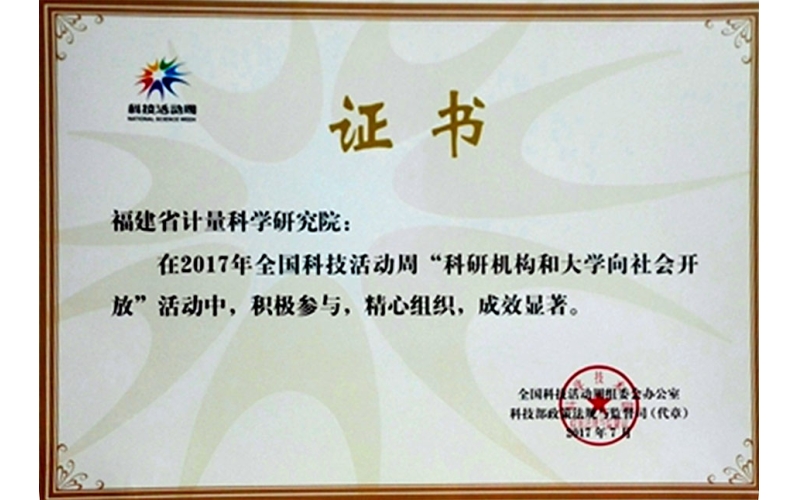 科技活动周
NATIONAL SCIENCE WEEK
证书
福建省计量科学研究院：
在2017年全国科技活动周“科研机构和大学向社会开
放”活动中，积极参与，精心组织，成效显著。
全国科技活动周组委会办公室
科技部政策法规与监督司（代章）
2017年7月